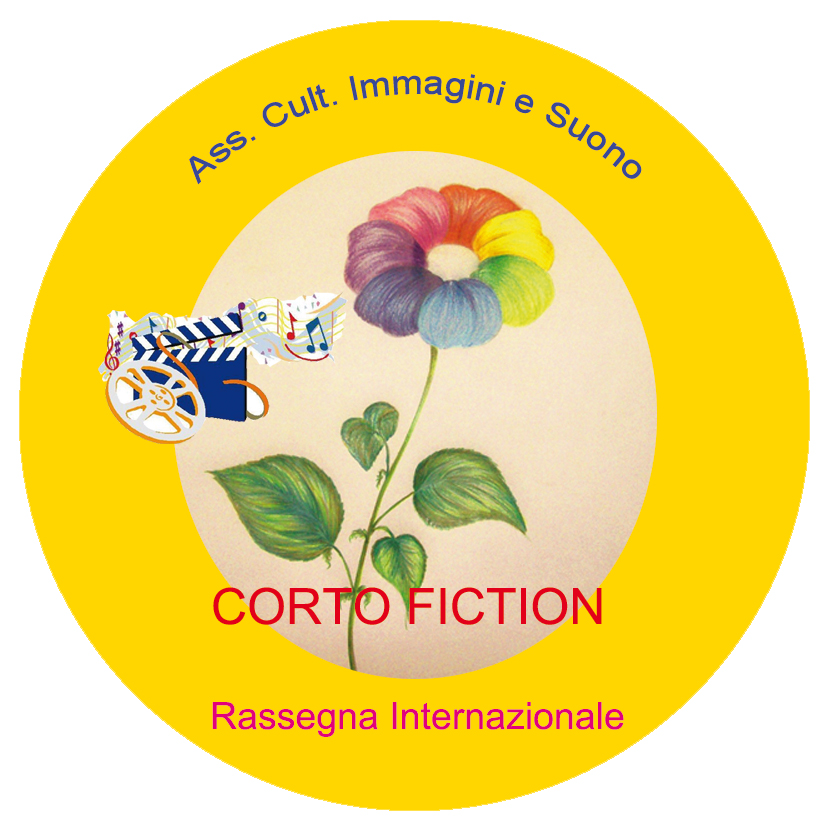 Ass. Cult. Immagini e Suono
CORTO FICTION
Rassegna Internazionale